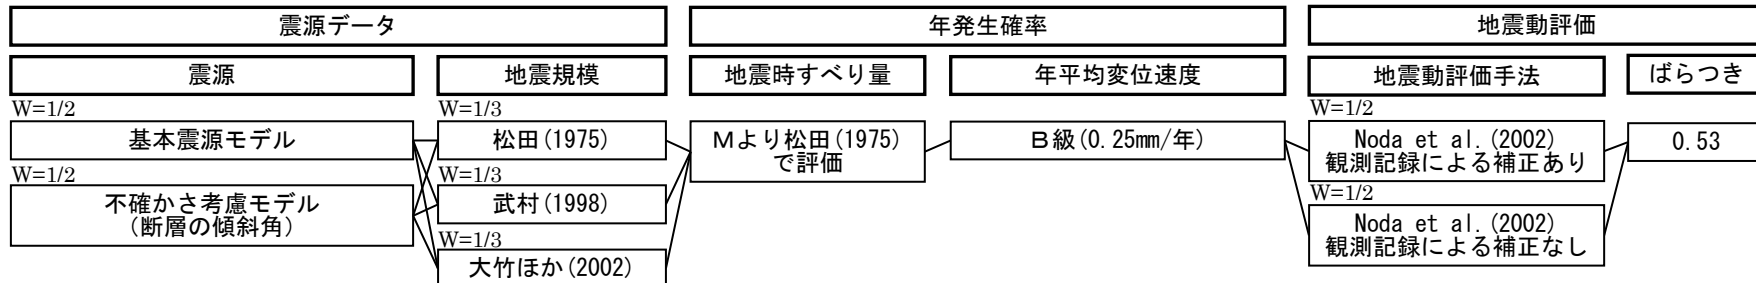 震源データ
年発生確率
地震動評価
震源
地震規模
地震時すべり量
年平均変位速度
地震動評価手法
ばらつき
W=1/2
基本震源モデル
W=1/2
不確かさ考慮モデル
（断層の傾斜角）
W=1/3
松田(1975)
W=1/3
武村(1998)
W=1/3
大竹ほか(2002)
Ｍより松田(1975)
で評価
Ｂ級(0.25mm/年)
W=1/2
Noda et al.(2002)
観測記録による補正あり
W=1/2
Noda et al.(2002)
観測記録による補正なし
0.53